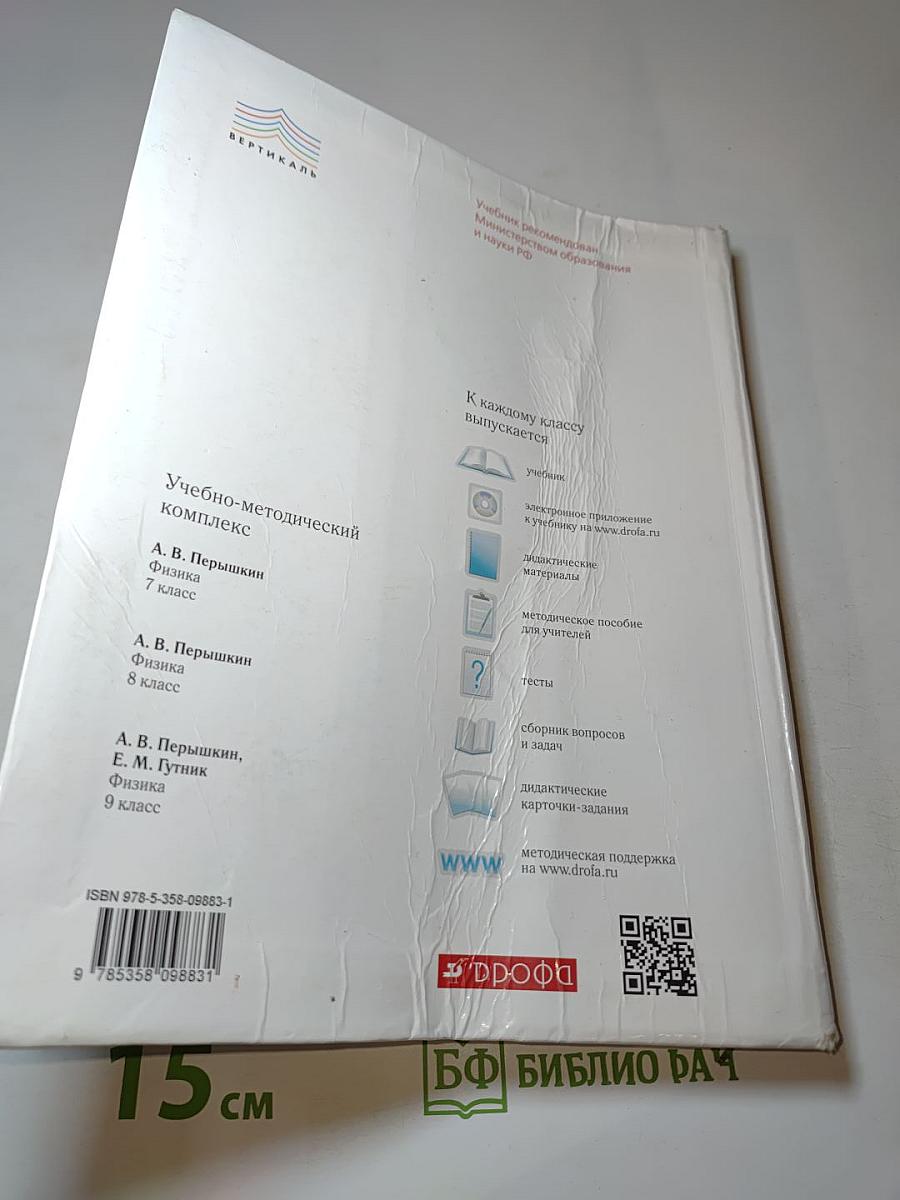 ВЕРТИКАЛЬ
Учебник рекомендован
Министерством образования
и науки РФ
К каждому классу
выпускается
учебник
электронное приложение
к учебнику на www.drofa.ru
дидактические
материалы
методическое пособие
для учителей
?
тесты
сборник вопросов
и задач
дидактические
карточки-задания
www
методическая поддержка
на www.drofa.ru
Учебно-методический
комплекс
А. В. Перышкин
Физика
7 класс
А. В. Перышкин
Физика
8 класс
А. В. Перышкин,
Е. М. Гутник
Физика
9 класс
ISBN 978-5-358-09883-1
9 785358 098831
ДРОФА
15 см
БФ БИБЛИО